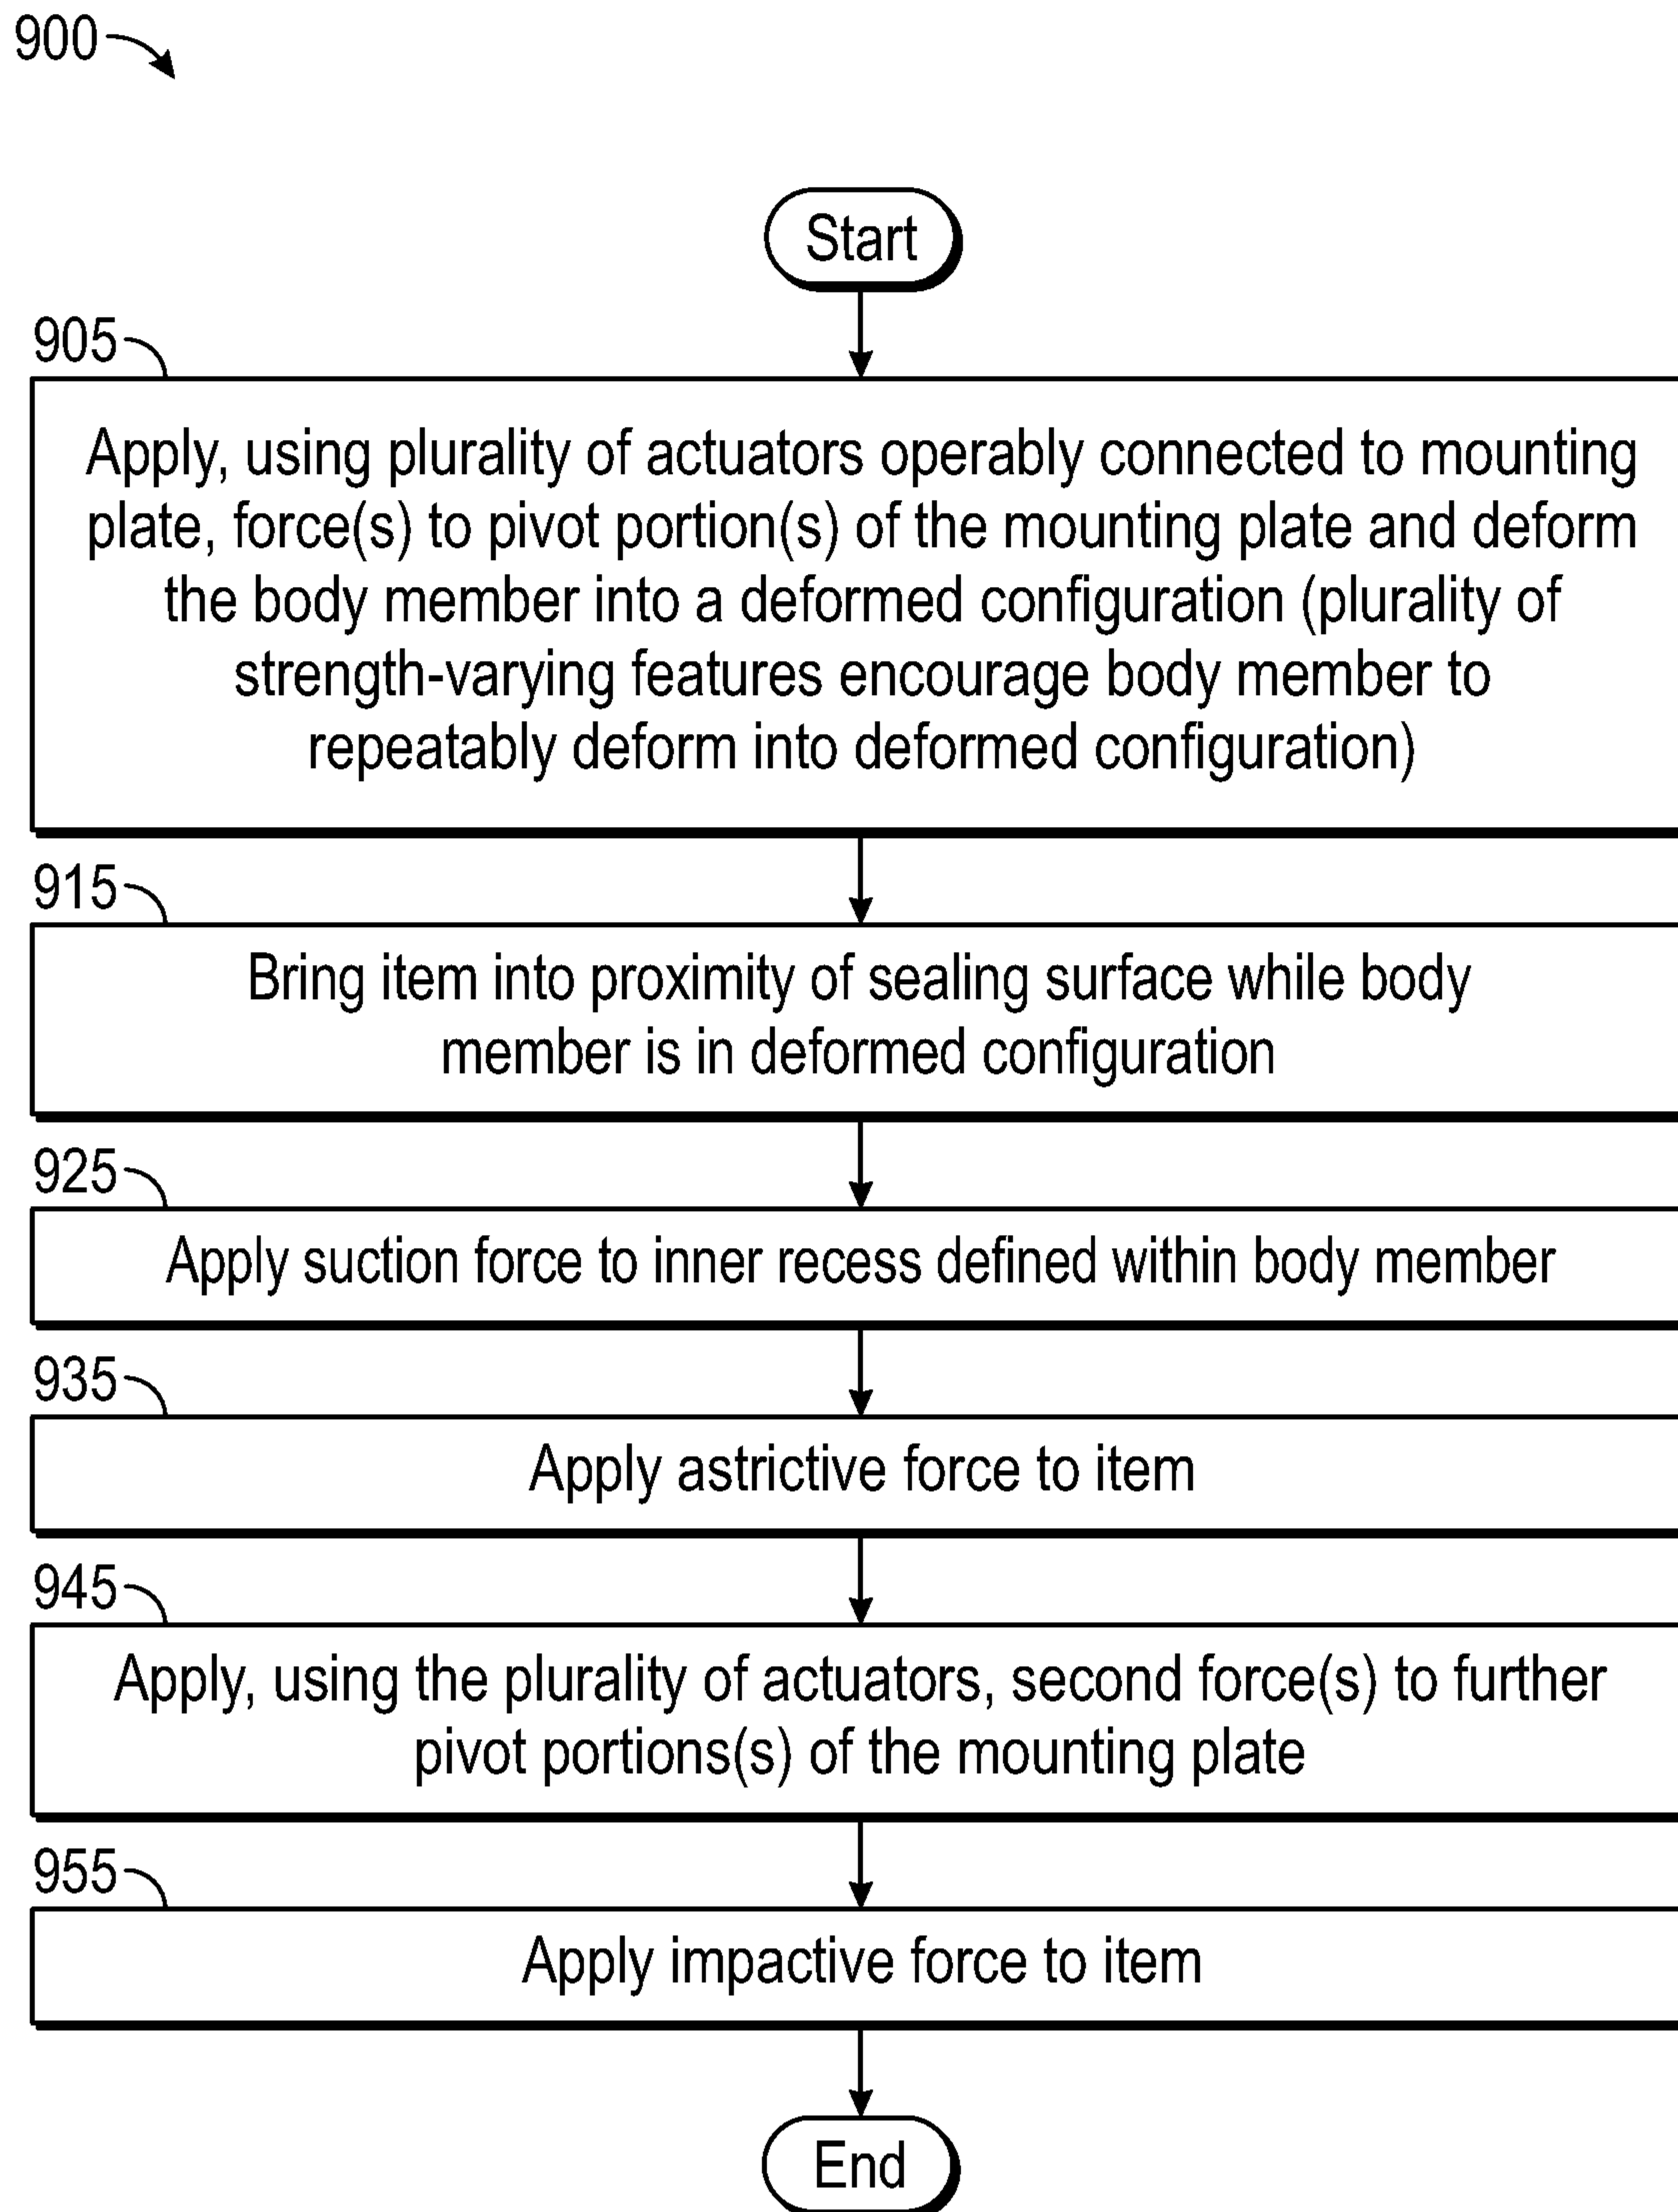 900
Start
905
Apply, using plurality of actuators operably connected to mounting
plate, force(s) to pivot portion(s) of the mounting plate and deform
the body member into a deformed configuration (plurality of
strength-varying features encourage body member to
repeatably deform into deformed configuration)
915
Bring item into proximity of sealing surface while body
member is in deformed configuration
925
Apply suction force to inner recess defined within body member
935
Apply astrictive force to item
945
Apply, using the plurality of actuators, second force(s) to further
pivot portions(s) of the mounting plate
955
Apply impactive force to item
End